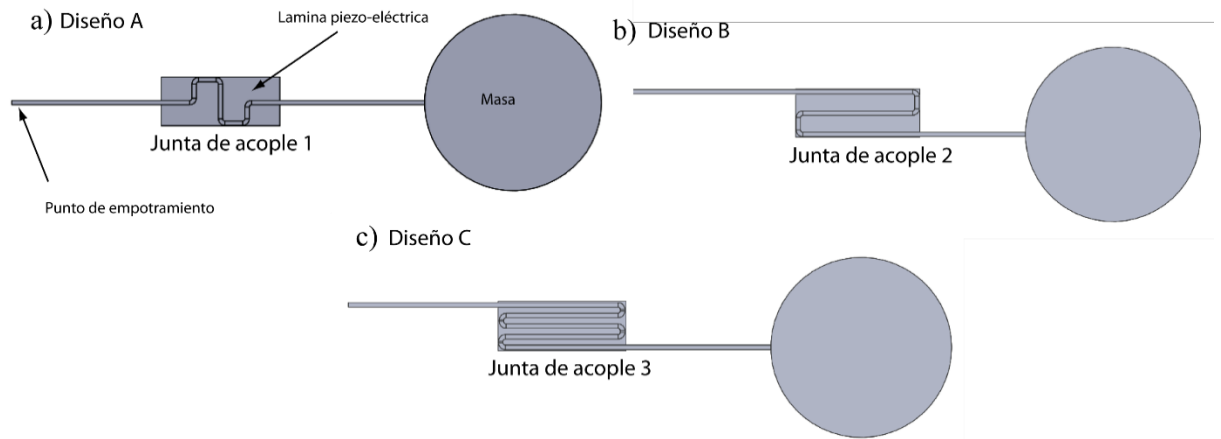 a) Diseño A
Lamina piezo-eléctrica
Masa
Junta de acople 1
Punto de empotramiento
b) Diseño B
Junta de acople 2
c) Diseño C
Junta de acople 3